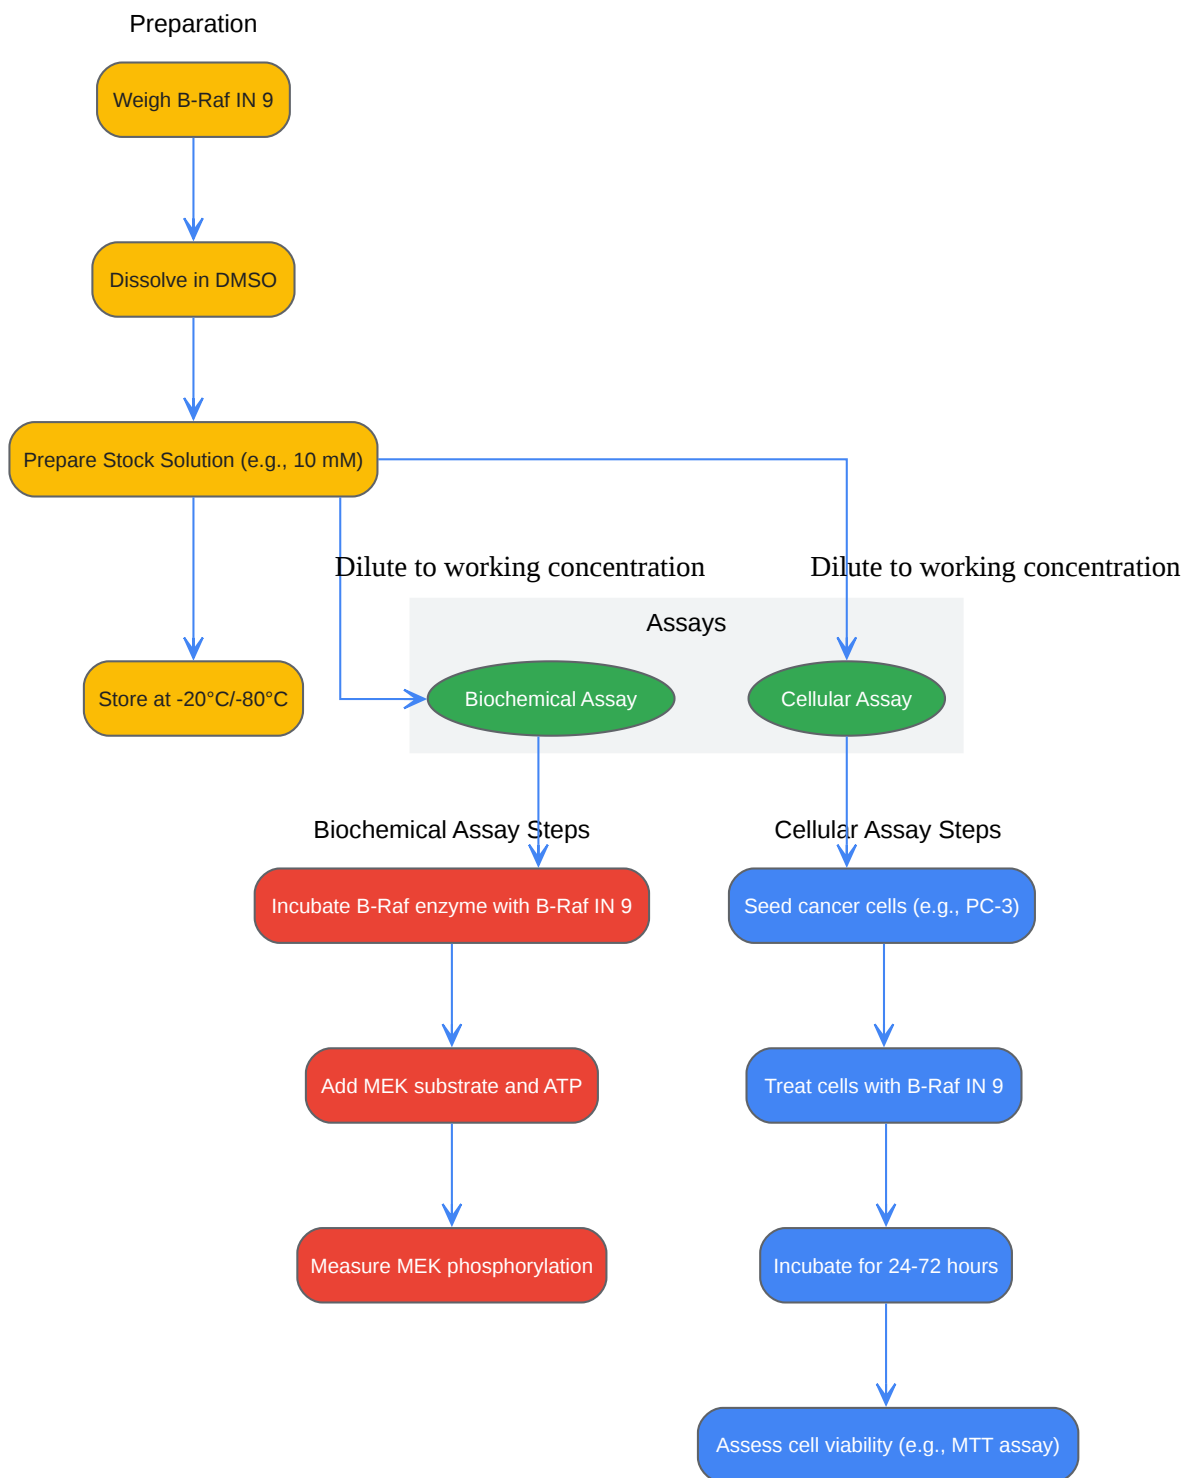 Preparation
Weigh B-Raf IN 9
Dissolve in DMSO
Prepare Stock Solution (e.g., 10 mM)
Dilute to working concentration
Dilute to working concentration
Assays
Store at -20°C/-80°C
Biochemical Assay
Cellular Assay
Biochemical Assay Steps
Cellular Assay Steps
Incubate B-Raf enzyme with B-Raf IN 9
Seed cancer cells (e.g., PC-3)
Add MEK substrate and ATP
Treat cells with B-Raf IN 9
Measure MEK phosphorylation
Incubate for 24-72 hours
Assess cell viability (e.g., MTT assay)